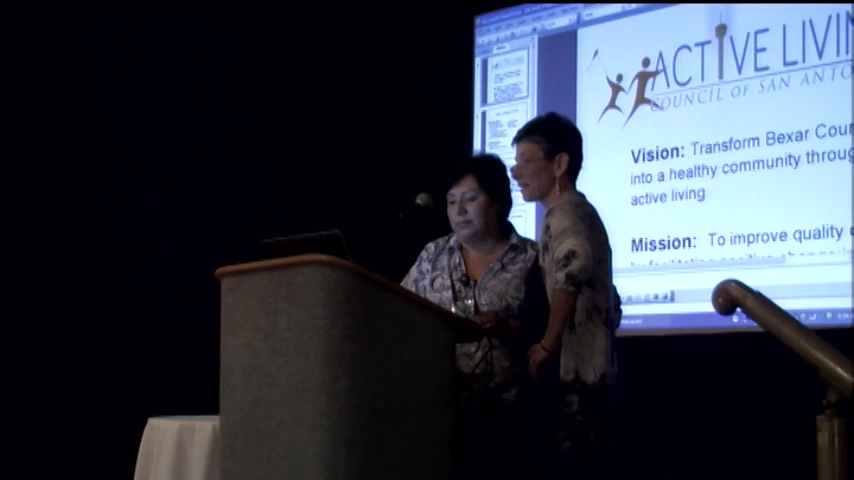 ACTIVE LIVIN
COUNCIL OF SAN ANTO
Vision: Transform Bexar Coun
into a healthy community throug
active living
Mission: To improve quality